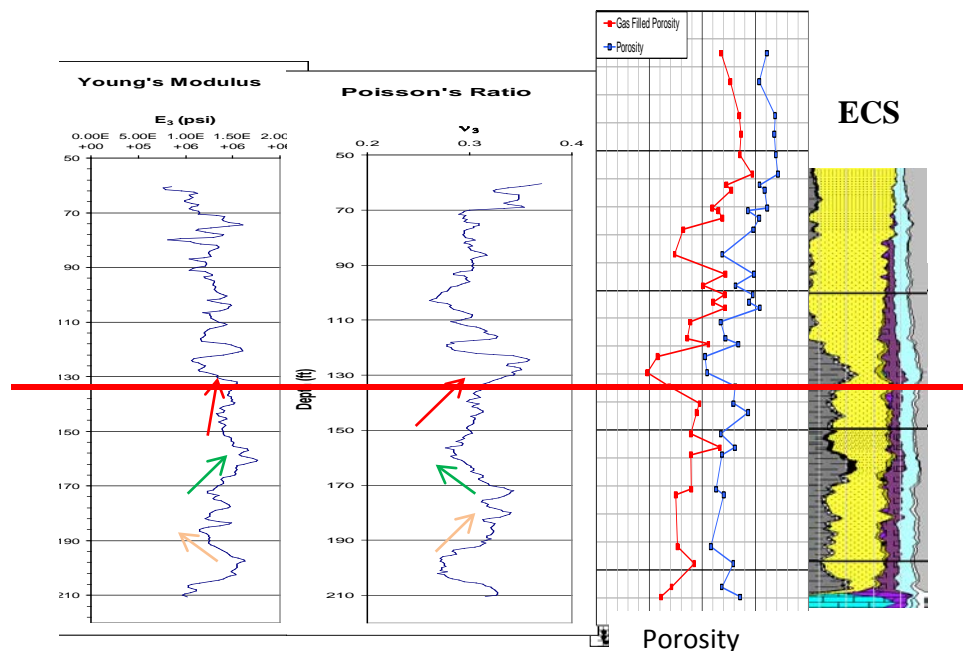 Young's Modulus
E₃ (psi)
0.00E 5.00E 1.00E 1.50E 2.00
+00 +05 +06 +06 +0
50
70
90
110
130
150
170
190
210
Poisson's Ratio
ν₃
0.2 0.3 0.4
50
70
90
110
130
150
170
190
210
Depth (ft)
Gas Filled Porosity
Porosity
ECS
Porosity